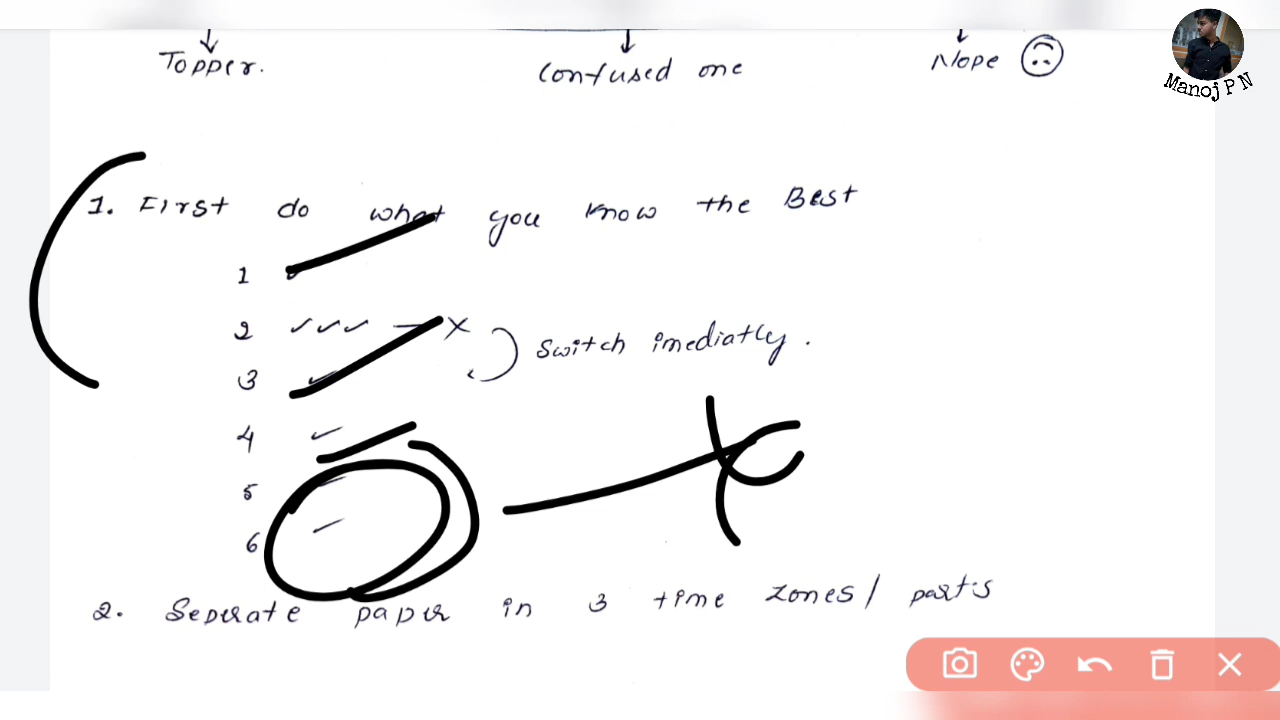 Topper. confused one Nope
Manoj P N
1. First do what you know the Best
1
2
3
switch imediatly.
4
5
6
2. Seperate paper in 3 time zones/ parts